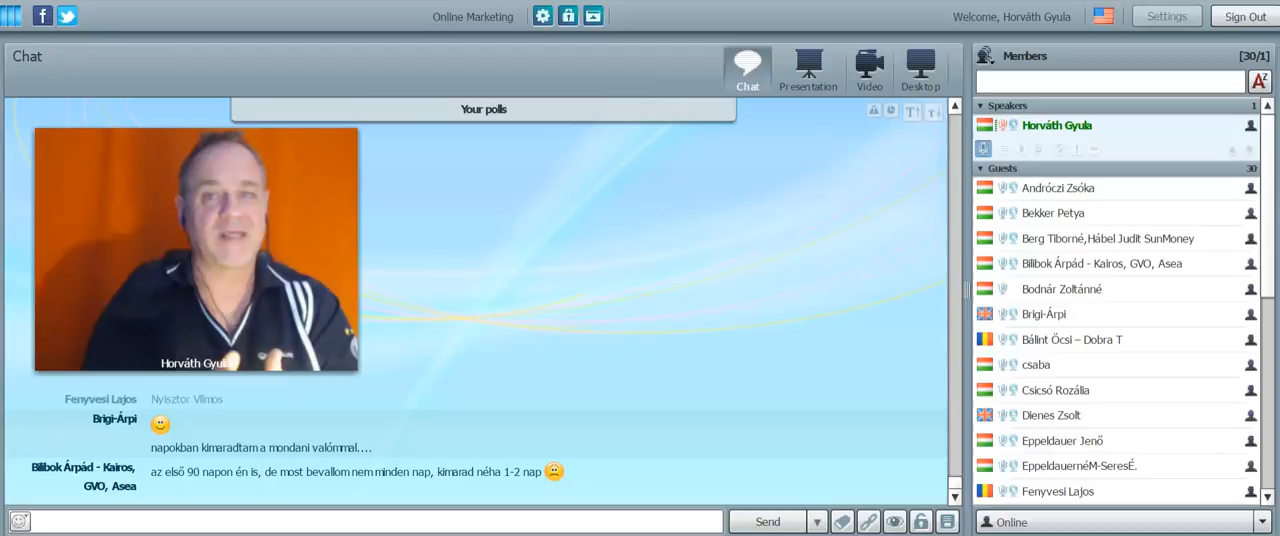 f
Online Marketing
Welcome, Horváth Gyula
Settings
Sign Out
Chat
Chat
Presentation
Video
Desktop
Members
[30/1]
Your polls
Speakers
1
Horváth Gyula
Guests
30
Andróczi Zsóka
Bekker Petya
Berg Tiborné,Hábel Judit SunMoney
Bilibok Árpád - Kairos, GVO, Asea
Bodnár Zoltánné
Brigi-Árpi
Bálint Öcsi – Dobra T
csaba
Csicsó Rozália
Dienes Zsolt
Eppeldauer Jenő
EppeldauernéM-SeresÉ.
Fenyvesi Lajos
Horváth Gyula
Fenyvesi Lajos Nyisztor Vilmos
Brigi-Árpi
napokban kimaradtam a mondani valómmal....
Bilibok Árpád - Kairos, az első 90 napon én is, de most bevallom nem minden nap, kimarad néha 1-2 nap
GVO, Asea
Send
Online